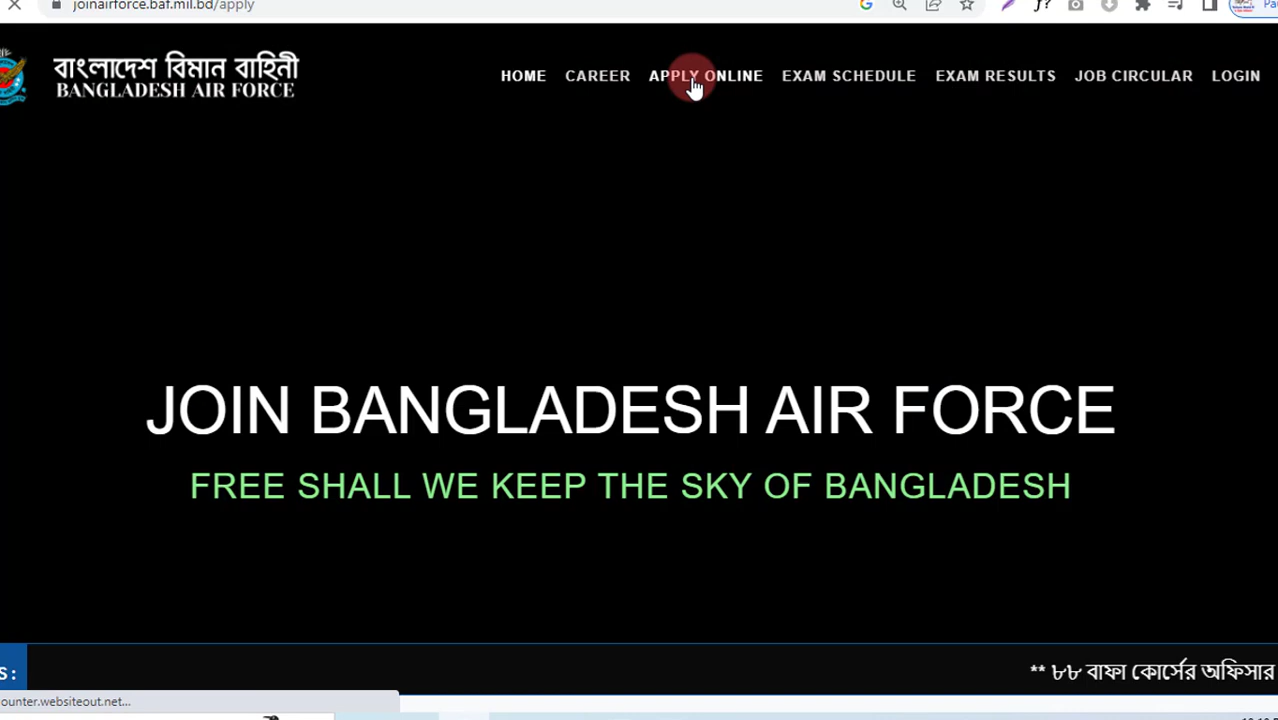 joinairforce.baf.mil.bd/apply
বাংলাদেশ বিমান বাহিনী
BANGLADESH AIR FORCE
HOME CAREER APPLY ONLINE EXAM SCHEDULE EXAM RESULTS JOB CIRCULAR LOGIN
JOIN BANGLADESH AIR FORCE
FREE SHALL WE KEEP THE SKY OF BANGLADESH
S: ** ৮৮ বাফা কোর্সের অফিসার
ounter.websiteout.net...